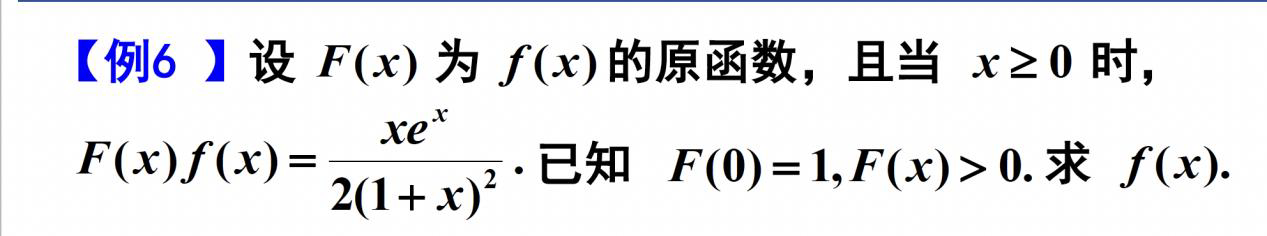 【例6 】设 F(x) 为 f(x) 的原函数，且当 x ≥ 0 时，
F(x)f(x) = \frac{xe^x}{2(1+x)^2} . 已知 F(0) = 1, F(x) > 0. 求 f(x).